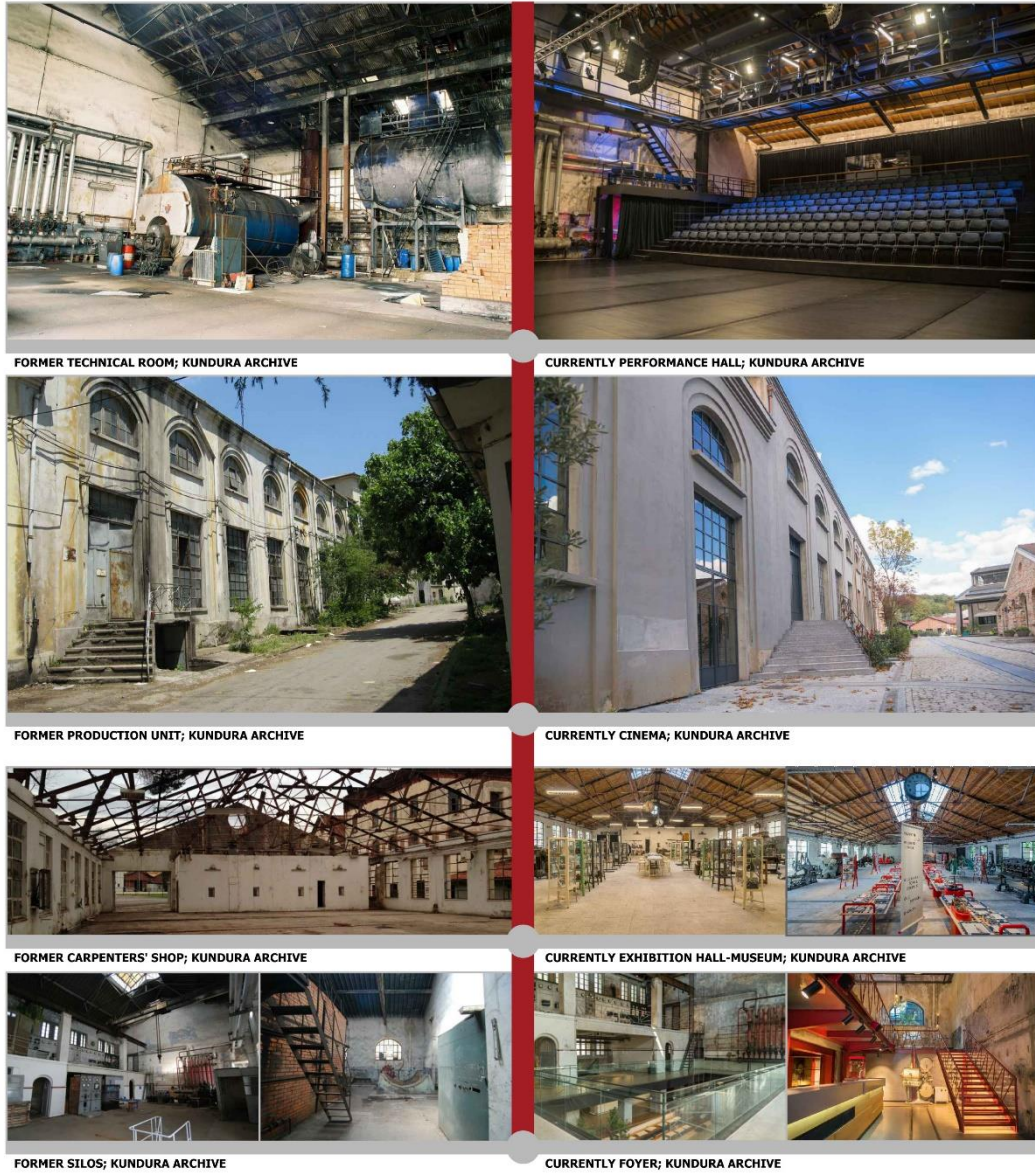 FORMER TECHNICAL ROOM; KUNDURA ARCHIVE
CURRENTLY PERFORMANCE HALL; KUNDURA ARCHIVE
FORMER PRODUCTION UNIT; KUNDURA ARCHIVE
CURRENTLY CINEMA; KUNDURA ARCHIVE
FORMER CARPENTERS' SHOP; KUNDURA ARCHIVE
CURRENTLY EXHIBITION HALL-MUSEUM; KUNDURA ARCHIVE
FORMER SILOS; KUNDURA ARCHIVE
CURRENTLY FOYER; KUNDURA ARCHIVE